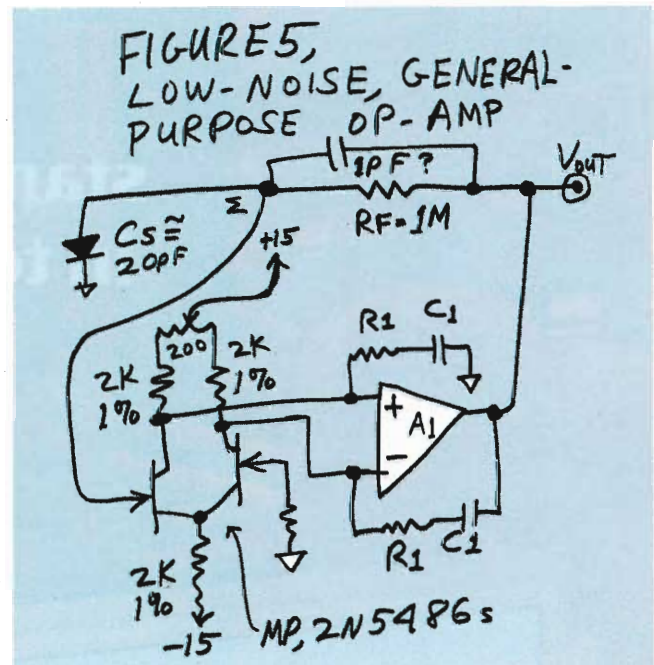 FIGURE 5,
LOW-NOISE, GENERAL-
PURPOSE OP-AMP
1PF?
VOUT
Σ
RF=1M
CS≅
20pF
+15
200
2K
1%
2K
1%
R1
C1
+
A1
-
R1
C1
2K
1%
-15
MP, 2N5486s